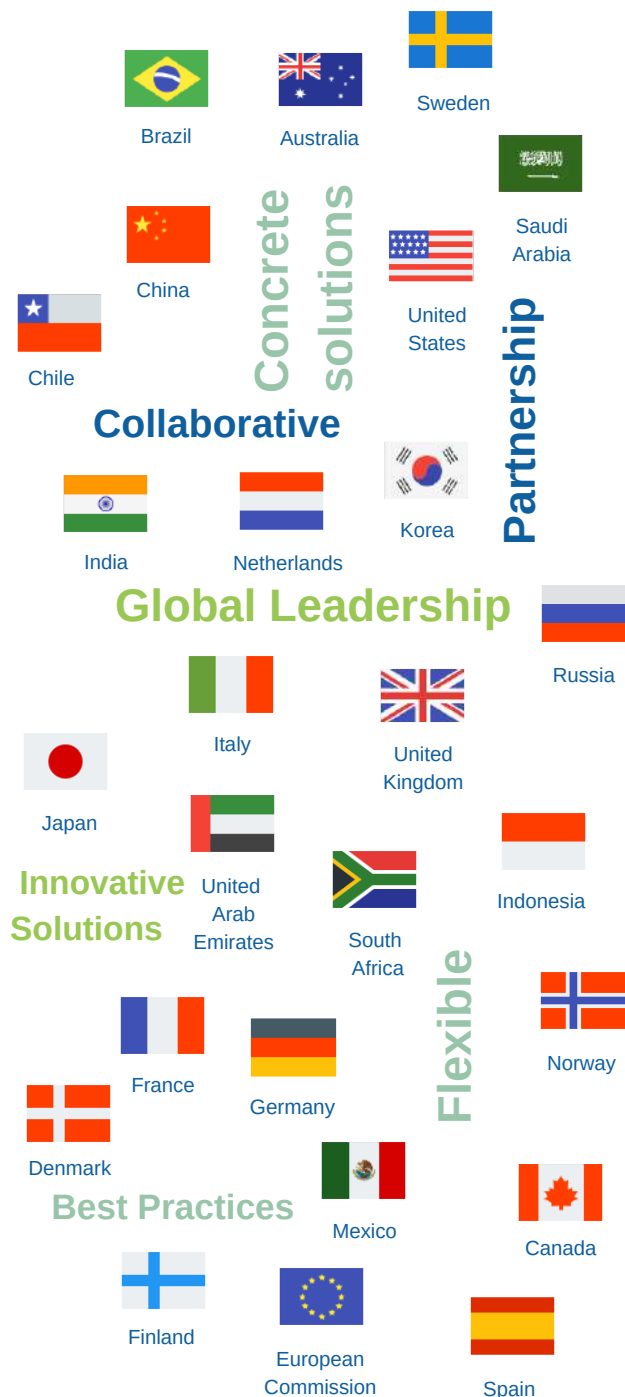 Sweden
Brazil
Australia
Saudi
Arabia
Concrete
solutions
China
United
States
Partnership
Chile
Collaborative
Korea
India
Netherlands
Global Leadership
Russia
Italy
United
Kingdom
Japan
Innovative
Solutions
United
Arab
Emirates
Indonesia
South
Africa
Flexible
Norway
France
Germany
Denmark
Best Practices
Mexico
Canada
Finland
European
Commission
Spain